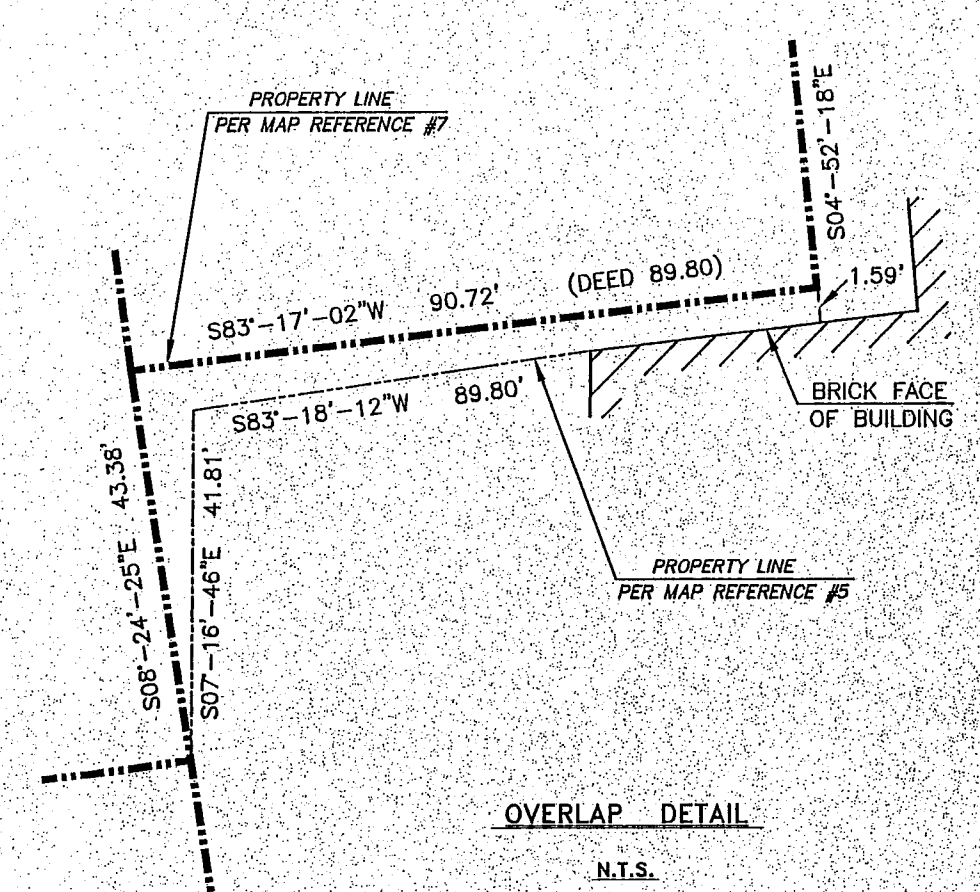 PROPERTY LINE
PER MAP REFERENCE #7
S04°-52'-18"E
1.59'
(DEED 89.80)
90.72'
S83°-17'-02"W
S83°-18'-12"W
89.80'
BRICK FACE
OF BUILDING
S08°-24'-25"E 43.38'
S07°-16'-46"E 41.81'
PROPERTY LINE
PER MAP REFERENCE #5
OVERLAP DETAIL
N.T.S.